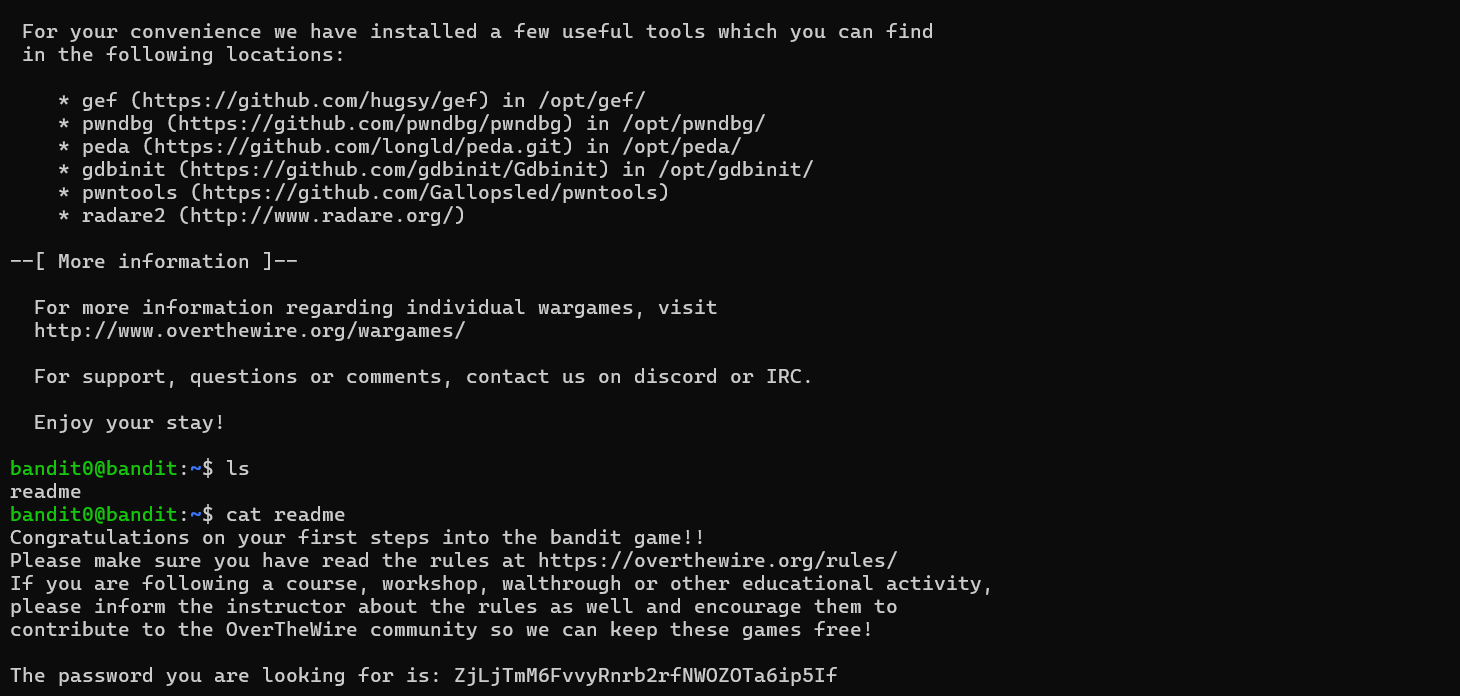 For your convenience we have installed a few useful tools which you can find
in the following locations:
* gef (https://github.com/hugsy/gef) in /opt/gef/
* pwndbg (https://github.com/pwndbg/pwndbg) in /opt/pwndbg/
* peda (https://github.com/longld/peda.git) in /opt/peda/
* gdbinit (https://github.com/gdbinit/Gdbinit) in /opt/gdbinit/
* pwntools (https://github.com/Gallopsled/pwntools)
* radare2 (http://www.radare.org/)
--[ More information ]--
For more information regarding individual wargames, visit
http://www.overthewire.org/wargames/
For support, questions or comments, contact us on discord or IRC.
Enjoy your stay!
bandit0@bandit:~$ ls
readme
bandit0@bandit:~$ cat readme
Congratulations on your first steps into the bandit game!!
Please make sure you have read the rules at https://overthewire.org/rules/
If you are following a course, workshop, walthrough or other educational activity,
please inform the instructor about the rules as well and encourage them to
contribute to the OverTheWire community so we can keep these games free!
The password you are looking for is: ZjLjTmM6FvvyRnrb2rfNWOZOTa6ip5If